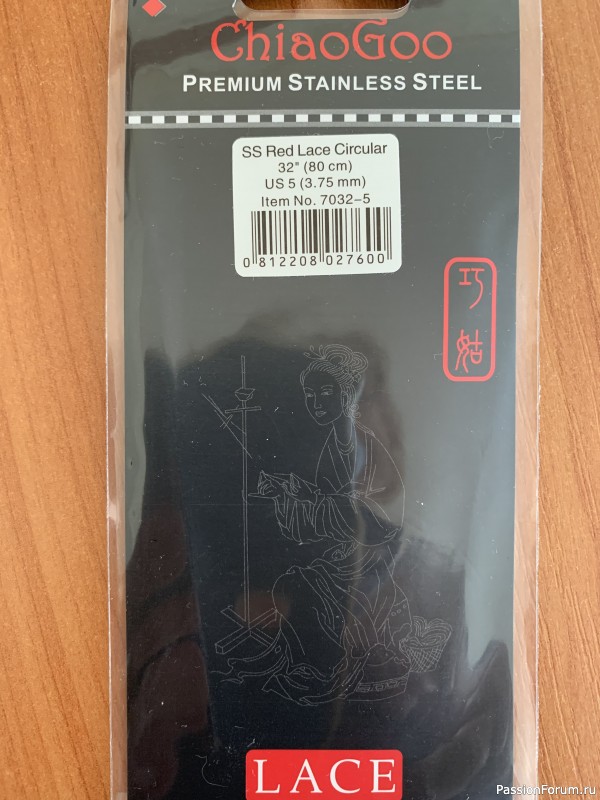 ChiaoGoo
PREMIUM STAINLESS STEEL
SS Red Lace Circular
32" (80 cm)
US 5 (3.75 mm)
Item No. 7032-5
0 812208 027600
巧
姑
LACE
PassionForum.ru